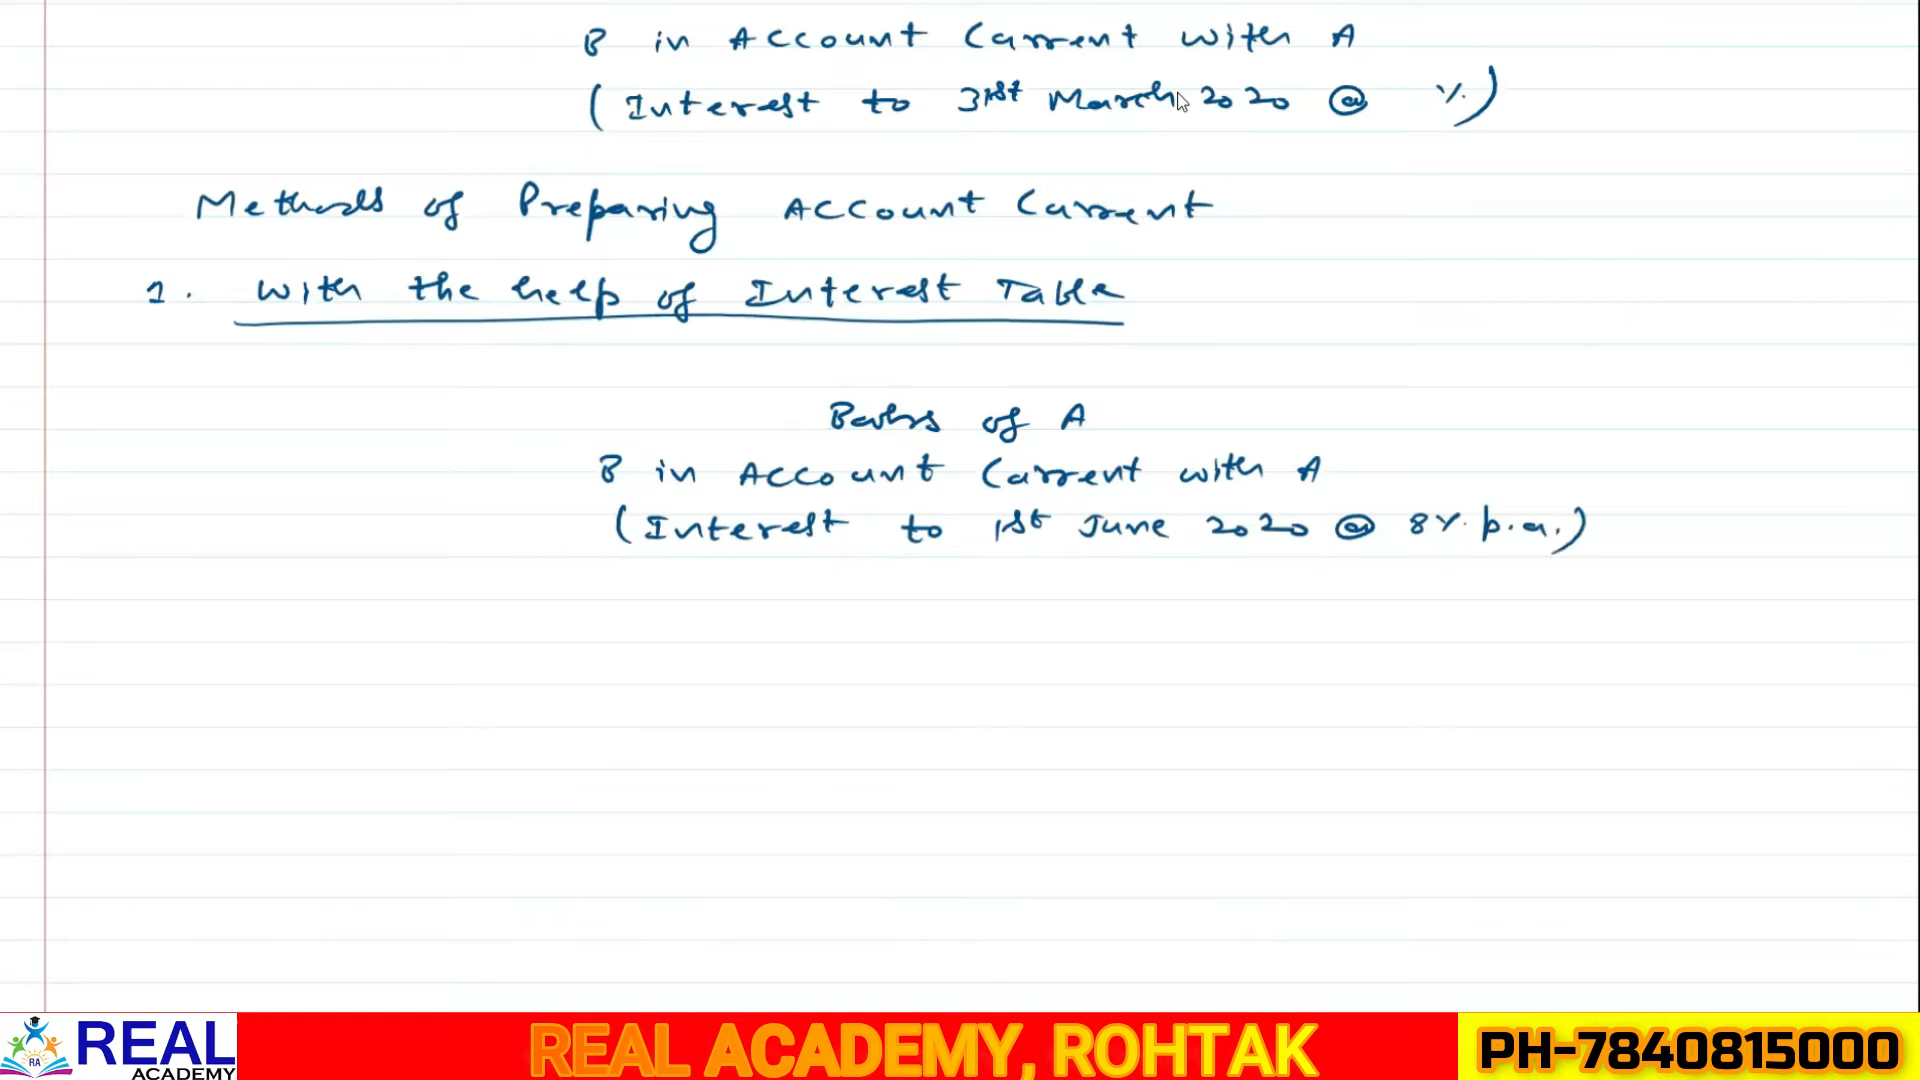 B in Account Current with A
(Interest to 31st March 2020 @ %)
Methods of Preparing Account Current
1. with the help of Interest Table
Books of A
B in Account Current with A
(Interest to 1st June 2020 @ 8% p.a.)
RA REAL ACADEMY
REAL ACADEMY, ROHTAK
PH-7840815000